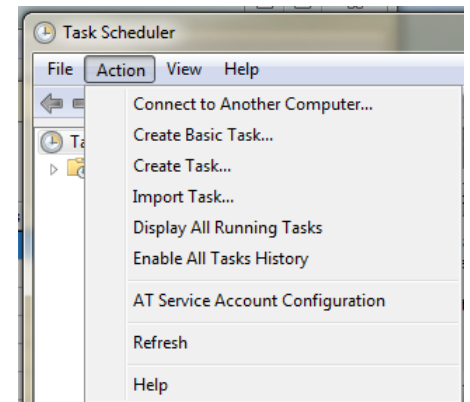 Task Scheduler
File Action View Help
Connect to Another Computer...
Create Basic Task...
Create Task...
Import Task...
Display All Running Tasks
Enable All Tasks History
AT Service Account Configuration
Refresh
Help